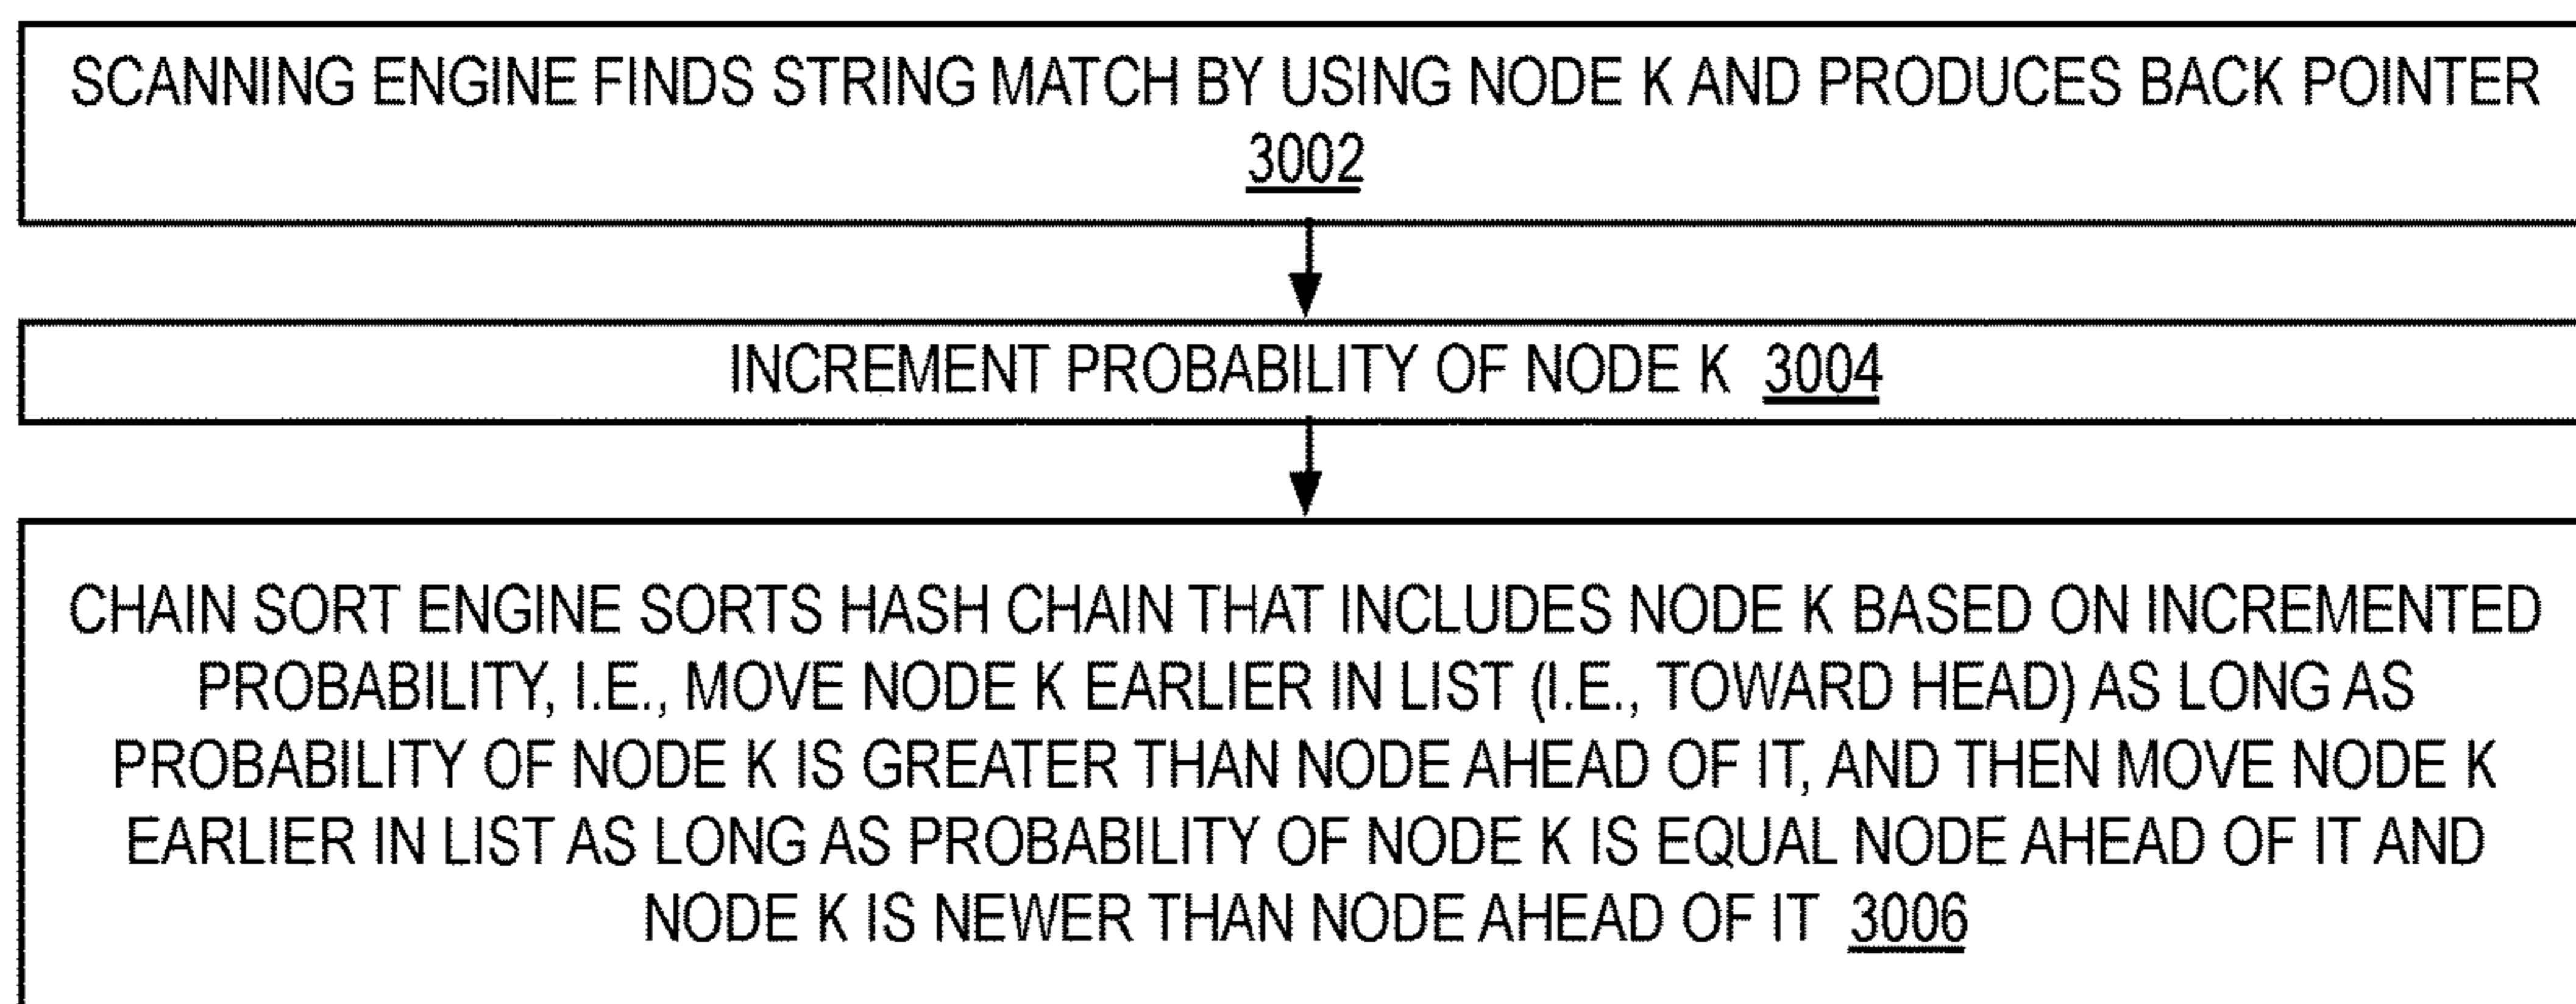 SCANNING ENGINE FINDS STRING MATCH BY USING NODE K AND PRODUCES BACK POINTER
3002
INCREMENT PROBABILITY OF NODE K 3004
CHAIN SORT ENGINE SORTS HASH CHAIN THAT INCLUDES NODE K BASED ON INCREMENTED
PROBABILITY, I.E., MOVE NODE K EARLIER IN LIST (I.E., TOWARD HEAD) AS LONG AS
PROBABILITY OF NODE K IS GREATER THAN NODE AHEAD OF IT, AND THEN MOVE NODE K
EARLIER IN LIST AS LONG AS PROBABILITY OF NODE K IS EQUAL NODE AHEAD OF IT AND
NODE K IS NEWER THAN NODE AHEAD OF IT 3006